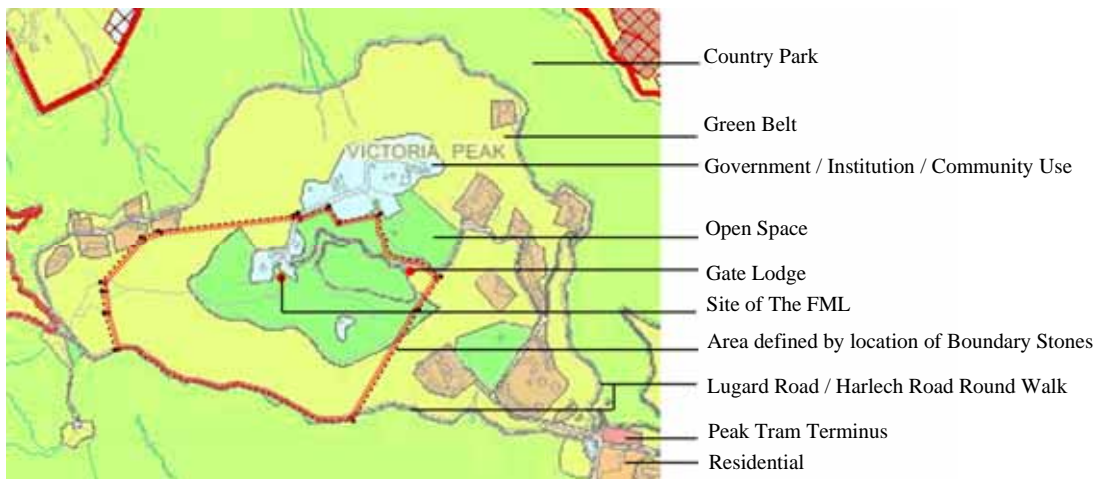 Country Park
Green Belt
VICTORIA PEAK
Government / Institution / Community Use
Open Space
Gate Lodge
Site of The FML
Area defined by location of Boundary Stones
Lugard Road / Harlech Road Round Walk
Peak Tram Terminus
Residential